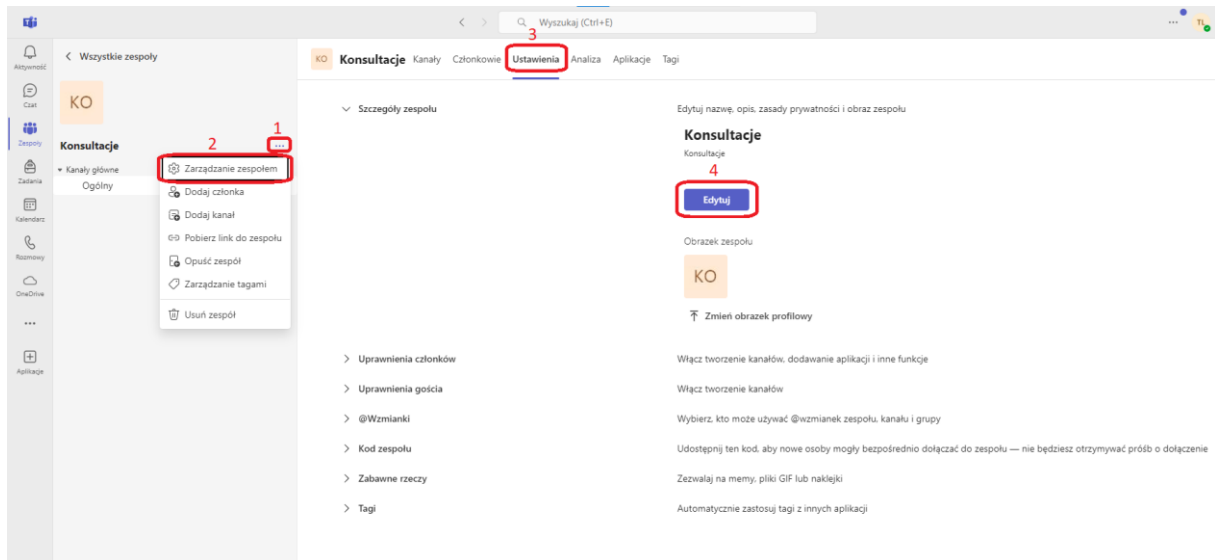 Wyszukaj (Ctrl+E)
TL
Aktywność
Czat
Zespoły
Zadania
Kalendarz
Rozmowy
OneDrive
Aplikacje
Wszystkie zespoły
KO
Konsultacje
1
2
Kanały główne
Ogólny
Zarządzanie zespołem
Dodaj członka
Dodaj kanał
Pobierz link do zespołu
Opuść zespół
Zarządzanie tagami
Usuń zespół
3
KO Konsultacje Kanały Członkowie Ustawienia Analiza Aplikacje Tagi
Szczegóły zespołu
Edytuj nazwę, opis, zasady prywatności i obraz zespołu
Konsultacje
Konsultacje
4
Edytuj
Obrazek zespołu
KO
Zmień obrazek profilowy
Uprawnienia członków
Włącz tworzenie kanałów, dodawanie aplikacji i inne funkcje
Uprawnienia gościa
Włącz tworzenie kanałów
@Wzmianki
Wybierz, kto może używać @wzmianek zespołu, kanału i grupy
Kod zespołu
Udostępnij ten kod, aby nowe osoby mogły bezpośrednio dołączać do zespołu — nie będziesz otrzymywać próśb o dołączenie
Zabawne rzeczy
Zezwalaj na memy, pliki GIF lub naklejki
Tagi
Automatycznie zastosuj tagi z innych aplikacji